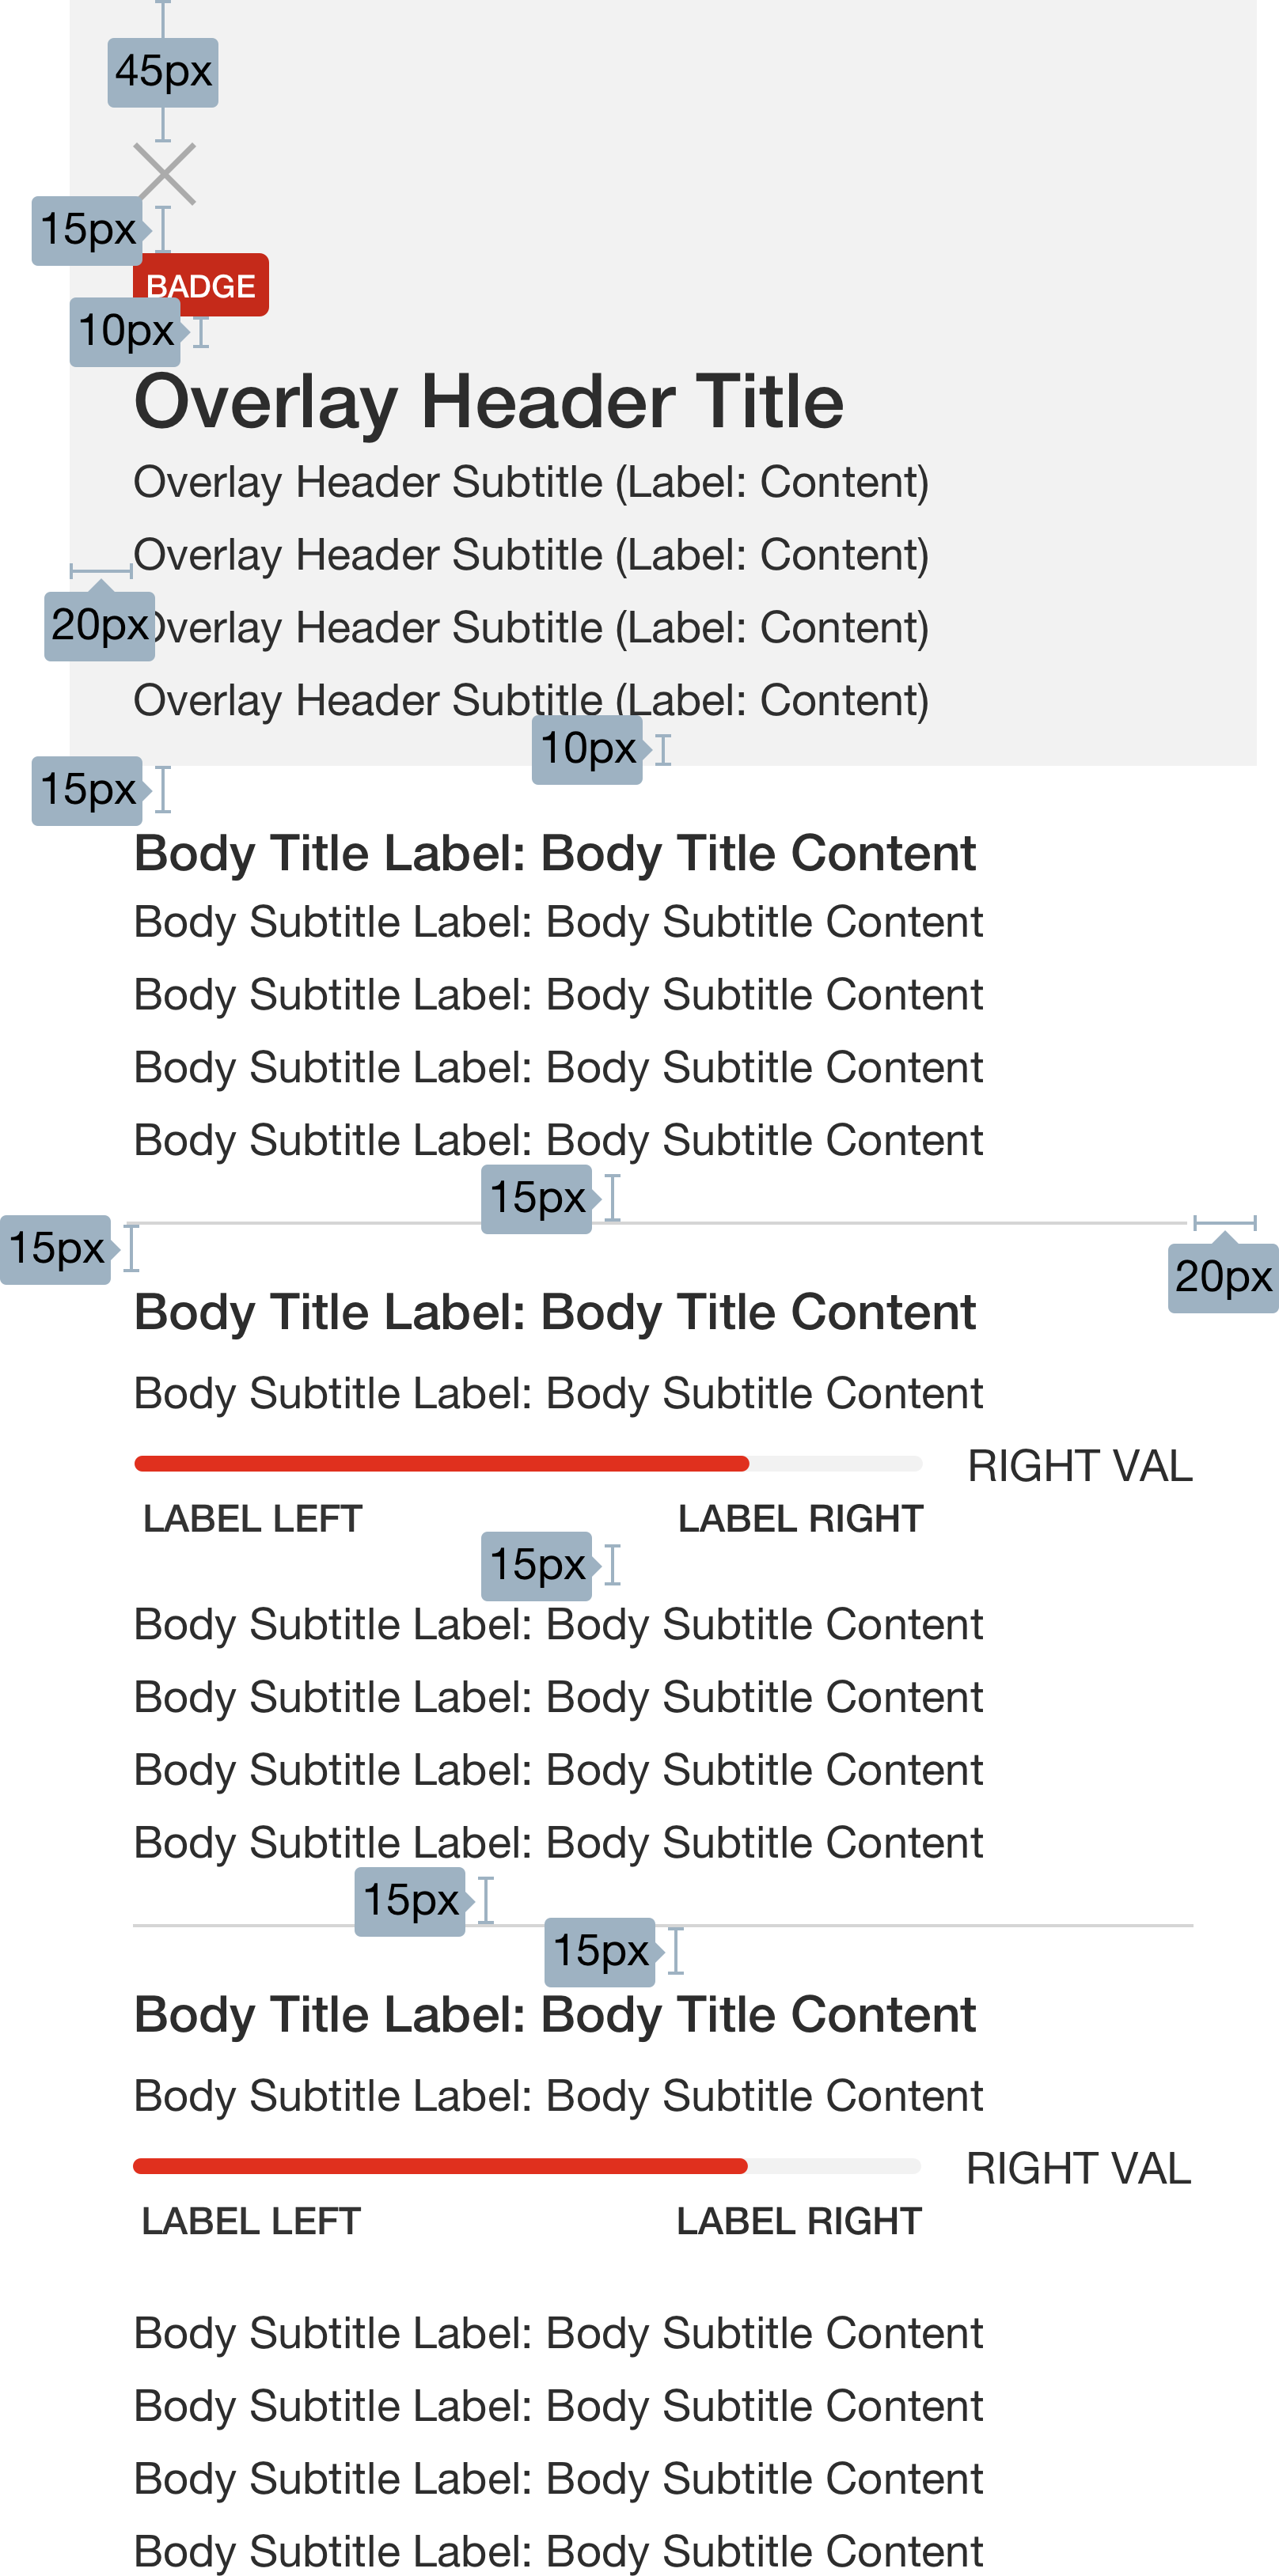 45px
15px
BADGE
10px
Overlay Header Title
Overlay Header Subtitle (Label: Content)
Overlay Header Subtitle (Label: Content)
20px
Overlay Header Subtitle (Label: Content)
Overlay Header Subtitle (Label: Content)
10px
15px
Body Title Label: Body Title Content
Body Subtitle Label: Body Subtitle Content
Body Subtitle Label: Body Subtitle Content
Body Subtitle Label: Body Subtitle Content
Body Subtitle Label: Body Subtitle Content
15px
15px
20px
Body Title Label: Body Title Content
Body Subtitle Label: Body Subtitle Content
RIGHT VAL
LABEL LEFT LABEL RIGHT
15px
Body Subtitle Label: Body Subtitle Content
Body Subtitle Label: Body Subtitle Content
Body Subtitle Label: Body Subtitle Content
Body Subtitle Label: Body Subtitle Content
15px
15px
Body Title Label: Body Title Content
Body Subtitle Label: Body Subtitle Content
RIGHT VAL
LABEL LEFT LABEL RIGHT
Body Subtitle Label: Body Subtitle Content
Body Subtitle Label: Body Subtitle Content
Body Subtitle Label: Body Subtitle Content
Body Subtitle Label: Body Subtitle Content